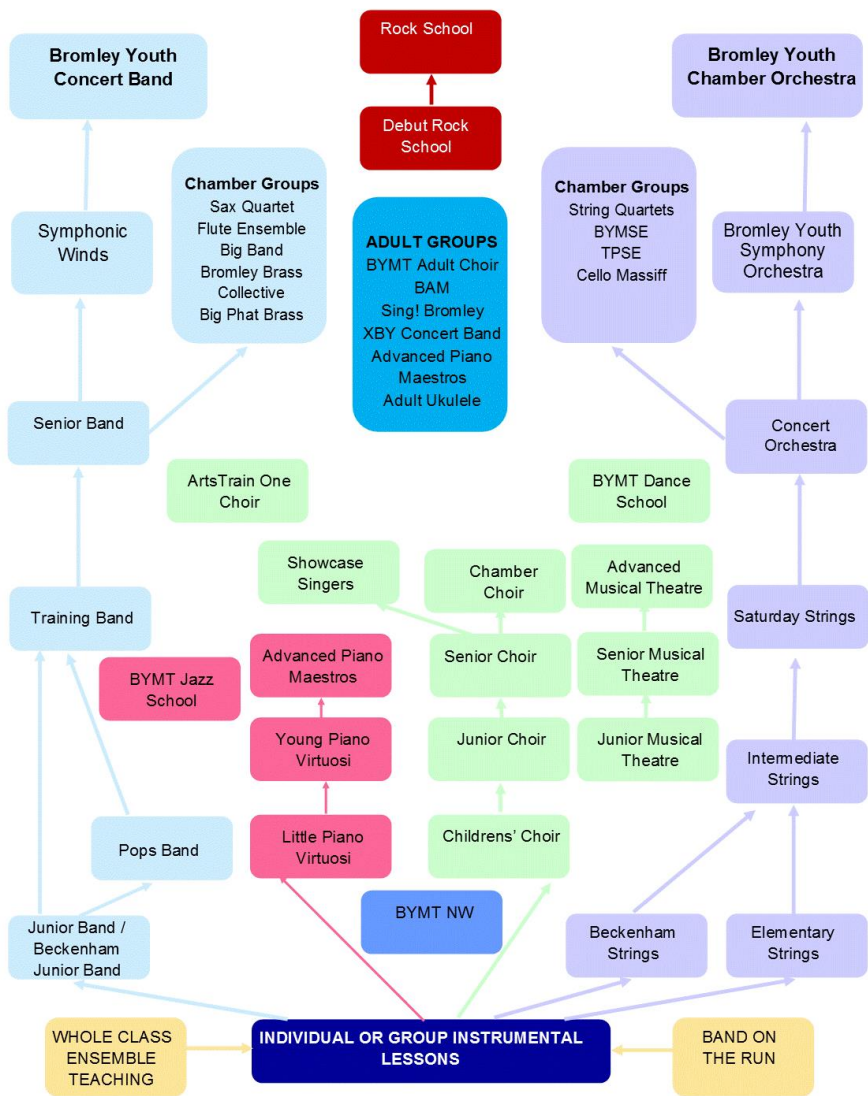 Rock School
Bromley Youth
Concert Band
Bromley Youth
Chamber Orchestra
Debut Rock
School
Chamber Groups
Sax Quartet
Flute Ensemble
Big Band
Bromley Brass
Collective
Big Phat Brass
Chamber Groups
String Quartets
BYMSE
TPSE
Cello Massiff
Symphonic
Winds
ADULT GROUPS
BYMT Adult Choir
BAM
Sing! Bromley
XBY Concert Band
Advanced Piano
Maestros
Adult Ukulele
Bromley Youth
Symphony
Orchestra
Senior Band
Concert
Orchestra
ArtsTrain One
Choir
BYMT Dance
School
Showcase
Singers
Chamber
Choir
Advanced
Musical Theatre
Training Band
Saturday Strings
BYMT Jazz
School
Advanced Piano
Maestros
Senior Choir
Senior Musical
Theatre
Young Piano
Virtuosi
Junior Choir
Junior Musical
Theatre
Intermediate
Strings
Pops Band
Little Piano
Virtuosi
Childrens’ Choir
Junior Band /
Beckenham
Junior Band
BYMT NW
Beckenham
Strings
Elementary
Strings
WHOLE CLASS
ENSEMBLE
TEACHING
INDIVIDUAL OR GROUP INSTRUMENTAL
LESSONS
BAND ON
THE RUN